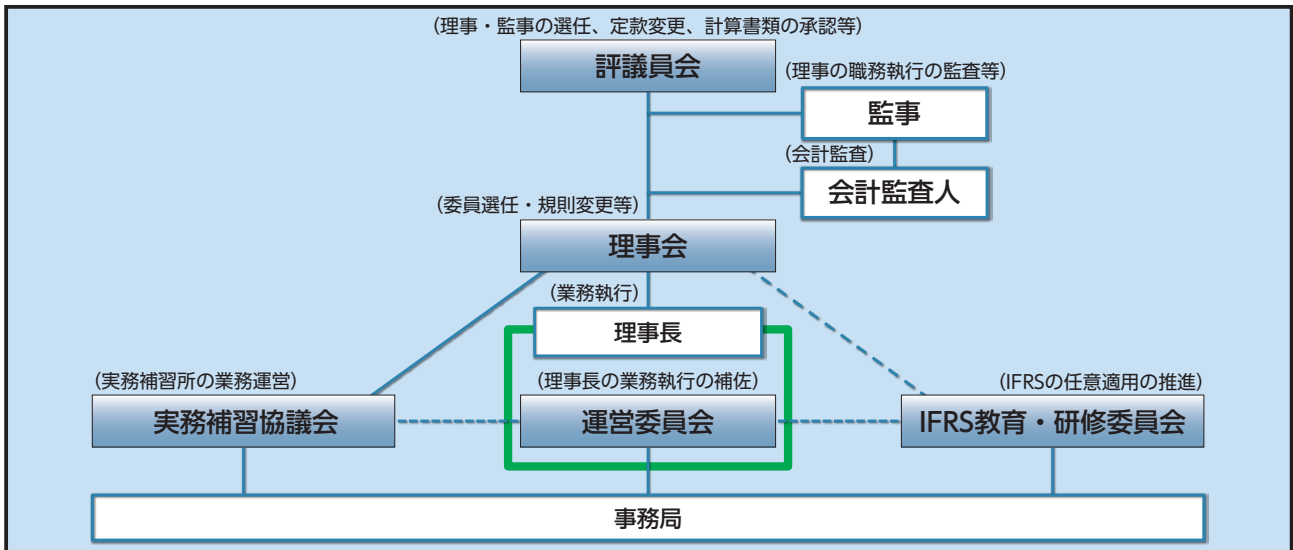 (理事・監事の選任、定款変更、計算書類の承認等)
評議員会
(理事の職務執行の監査等)
監事
(会計監査)
会計監査人
(委員選任・規則変更等)
理事会
(業務執行)
理事長
(実務補習所の業務運営)
(理事長の業務執行の補佐)
(IFRSの任意適用の推進)
実務補習協議会
運営委員会
IFRS教育・研修委員会
事務局